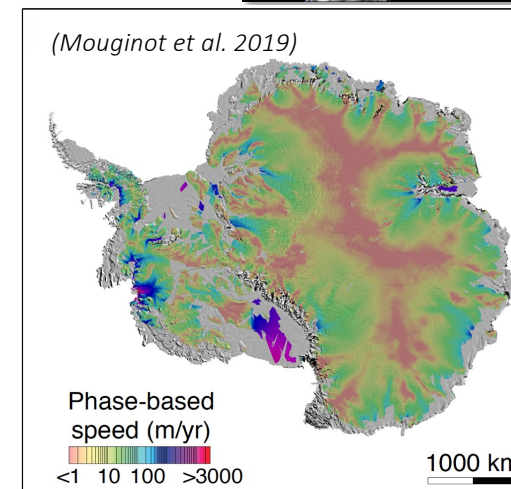 (Mouginot et al. 2019)
Phase-based
speed (m/yr)
<1 10 100 >3000
1000 km